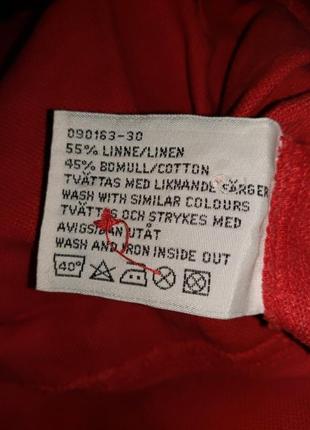 090163-30
55% LINNE/LINEN
45% BOMULL/COTTON
TVÄTTAS MED LIKNANDE FÄRGER
WASH WITH SIMILAR COLOURS
TVÄTTAS OCH STRYKES MED
AVIGSIDAN UTÅT
WASH AND IRON INSIDE OUT
40°